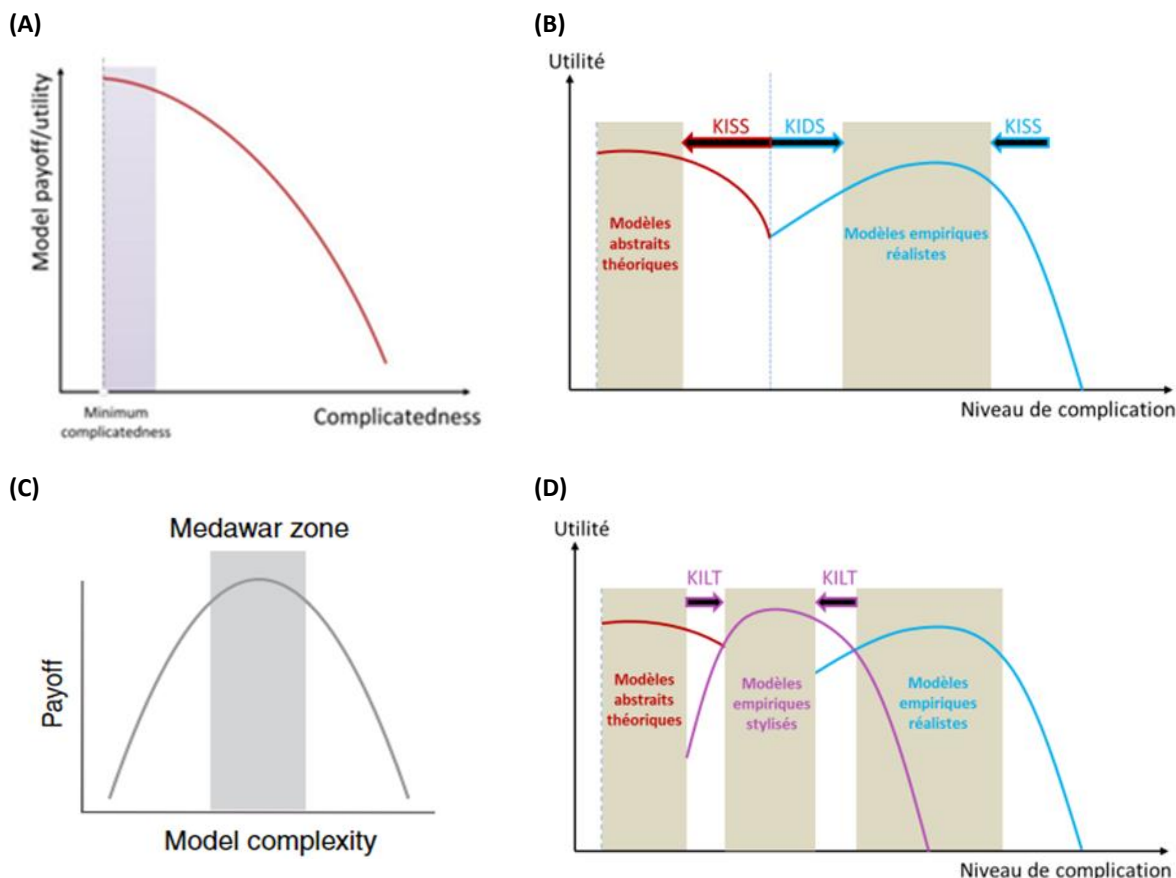 (A)
Model payoff/utility
Minimum
complicatedness
Complicatedness
(B)
Utilité
KISS
KIDS
KISS
Modèles
abstraits
théoriques
Modèles empiriques
réalistes
Niveau de complication
(C)
Medawar zone
Payoff
Model complexity
(D)
Utilité
KILT
KILT
Modèles
abstraits
théoriques
Modèles
empiriques
stylisés
Modèles
empiriques
réalistes
Niveau de complication